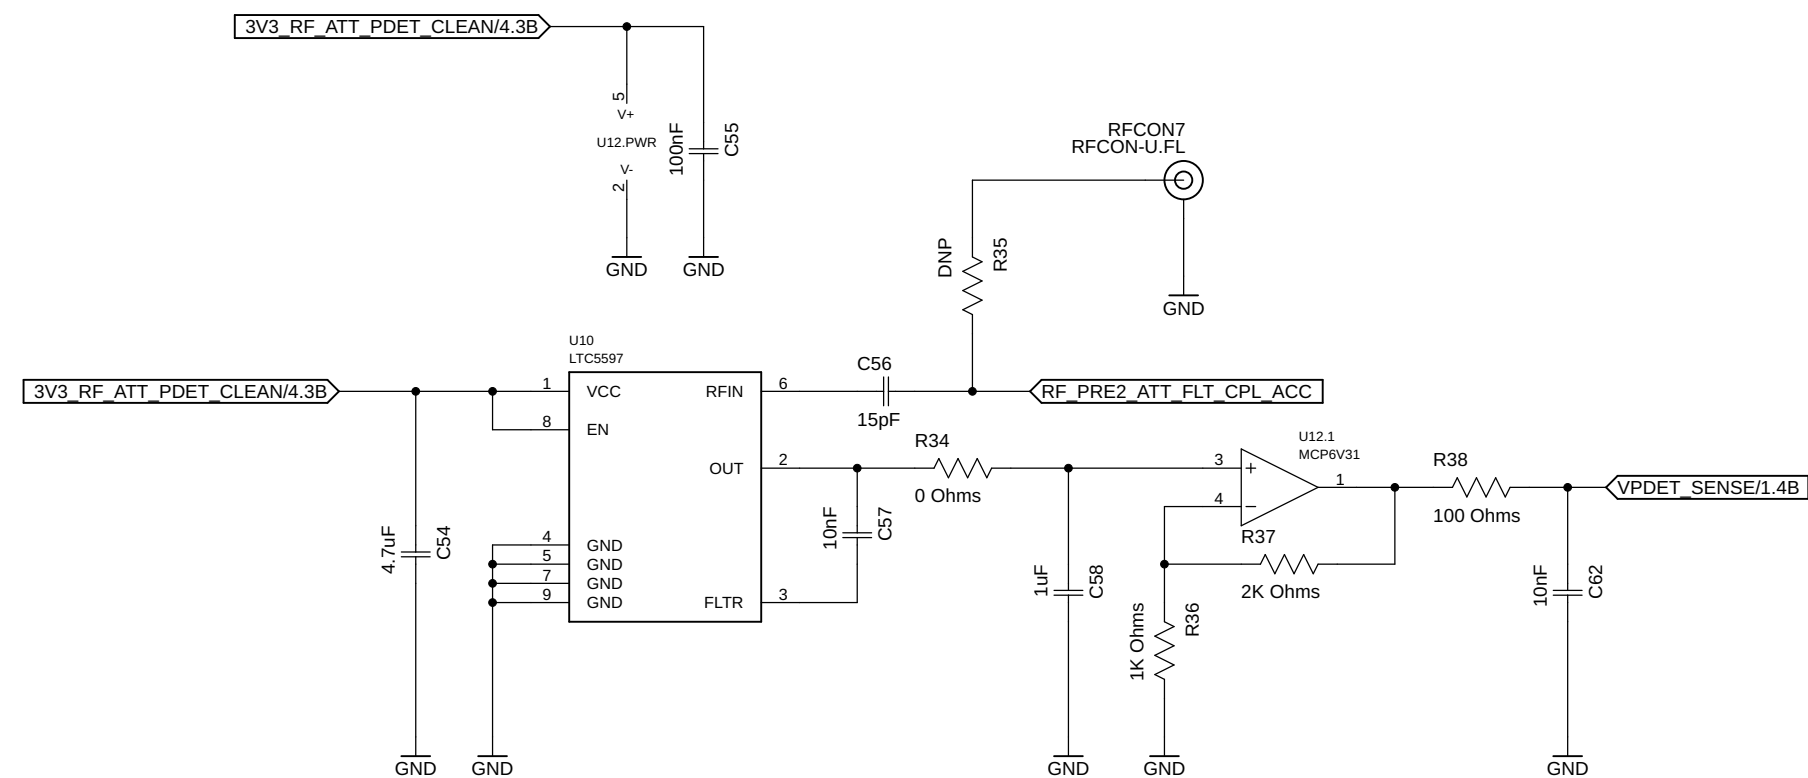 3V3_RF_ATT_PDET_CLEAN/4.3B
5
V+
U12.PWR
V-
2
100nF
C55
GND
GND
RFCON7
RFCON-U.FL
GND
DNP
R35
U10
LTC5597
3V3_RF_ATT_PDET_CLEAN/4.3B
1
VCC
RFIN
6
C56
15pF
RF_PRE2_ATT_FLT_CPL_ACC
8
EN
OUT
2
R34
0 Ohms
U12.1
MCP6V31
3
+
4
−
1
R38
100 Ohms
VPDET_SENSE/1.4B
4.7uF
C54
10nF
C57
4
GND
5
GND
7
GND
9
GND
FLTR
3
R37
2K Ohms
1uF
C58
1K Ohms
R36
10nF
C62
GND
GND
GND
GND
GND